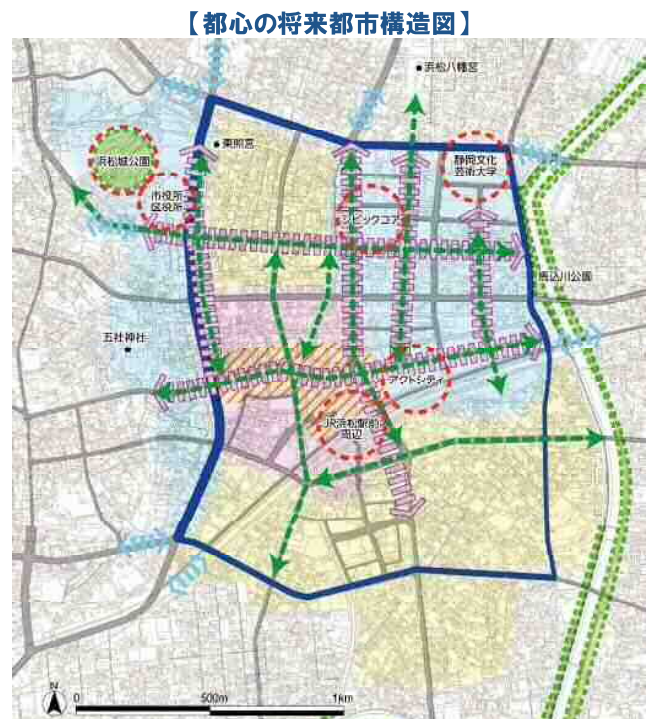 【都心の将来都市構造図】
浜松八幡宮
東照宮
浜松城公園
静岡文化
芸術大学
市役所
区役所
シビックコア
馬込川公園
五社神社
アクトシティ
JR浜松駅前
周辺
N
0
500m
1km